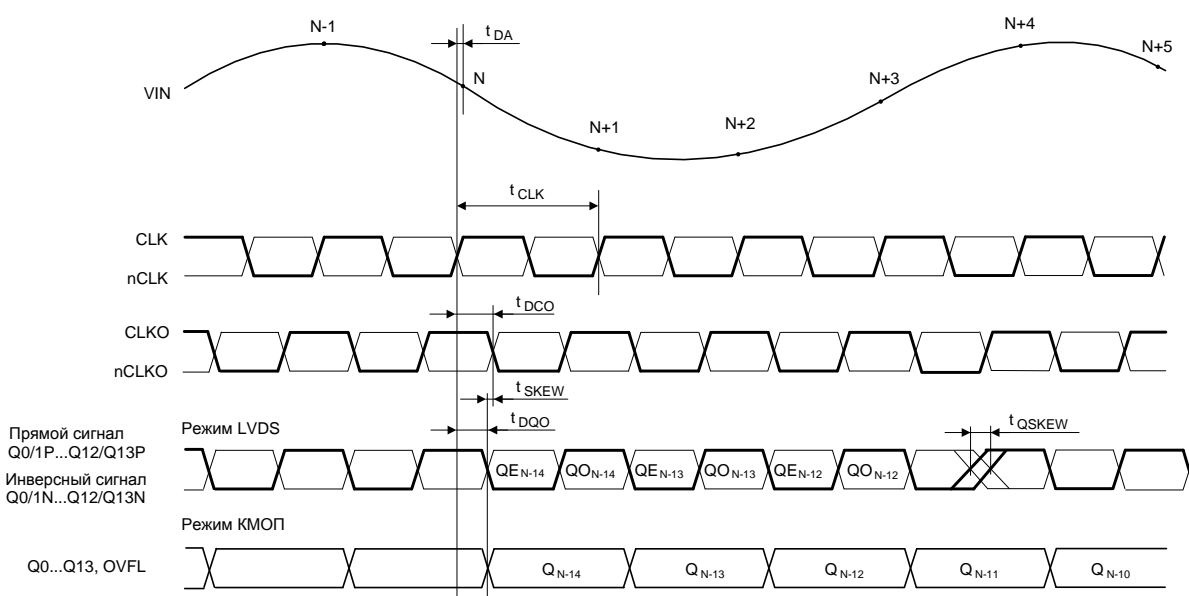 N-1
t DA
N+4
N+5
N
N+3
VIN
N+1
N+2
t CLK
CLK
nCLK
t DCO
CLKO
nCLKO
t SKEW
t DQO
t QSKEW
Прямой сигнал
Q0/1P...Q12/Q13P
Режим LVDS
QE N-14 QO N-14 QE N-13 QO N-13 QE N-12 QO N-12
Инверсный сигнал
Q0/1N...Q12/Q13N
Режим КМОП
Q0...Q13, OVFL
Q N-14 Q N-13 Q N-12 Q N-11 Q N-10